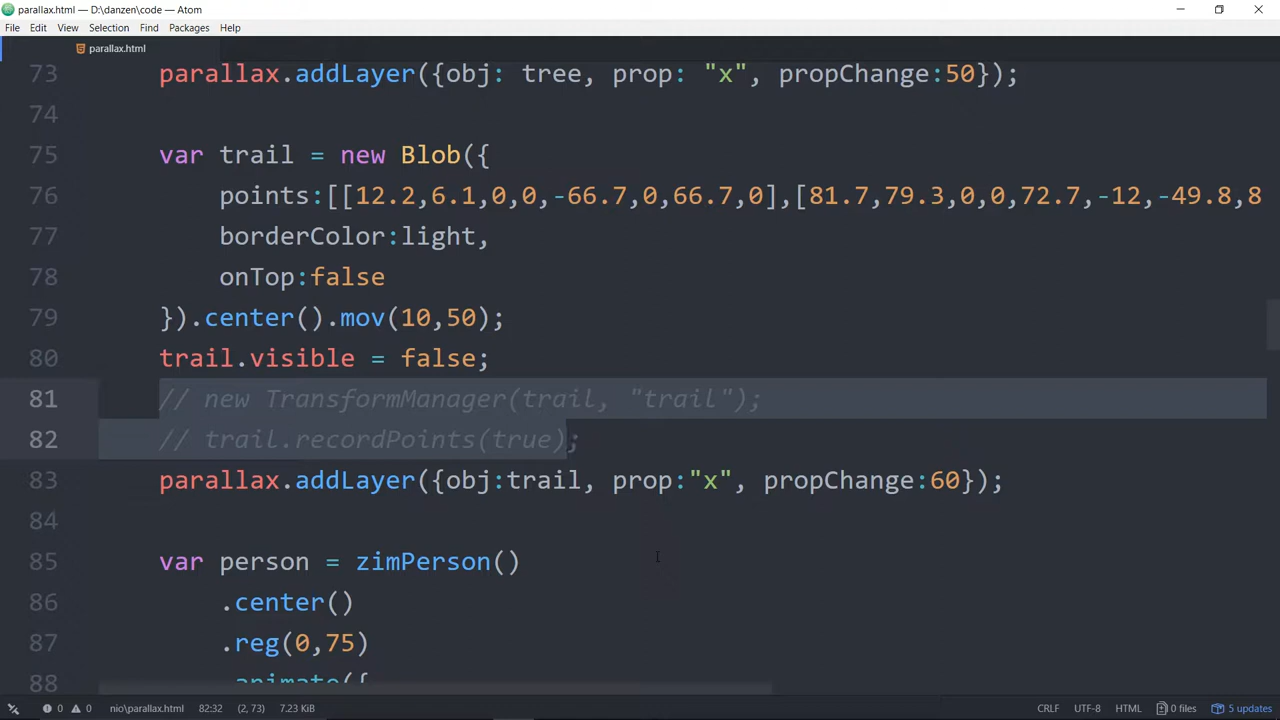 parallax.html — D:\danzen\code — Atom
File Edit View Selection Find Packages Help
parallax.html
73 parallax.addLayer({obj: tree, prop: "x", propChange:50});
74
75 var trail = new Blob({
76 points:[[12.2,6.1,0,0,-66.7,0,66.7,0],[81.7,79.3,0,0,72.7,-12,-49.8,8
77 borderColor:light,
78 onTop:false
79 }).center().mov(10,50);
80 trail.visible = false;
81 // new TransformManager(trail, "trail");
82 // trail.recordPoints(true);
83 parallax.addLayer({obj:trail, prop:"x", propChange:60});
84
85 var person = zimPerson()
86 .center()
87 .reg(0,75)
88 .animate({
0 0 nio\parallax.html 82:32 (2, 73) 7.23 KiB CRLF UTF-8 HTML 0 files 5 updates